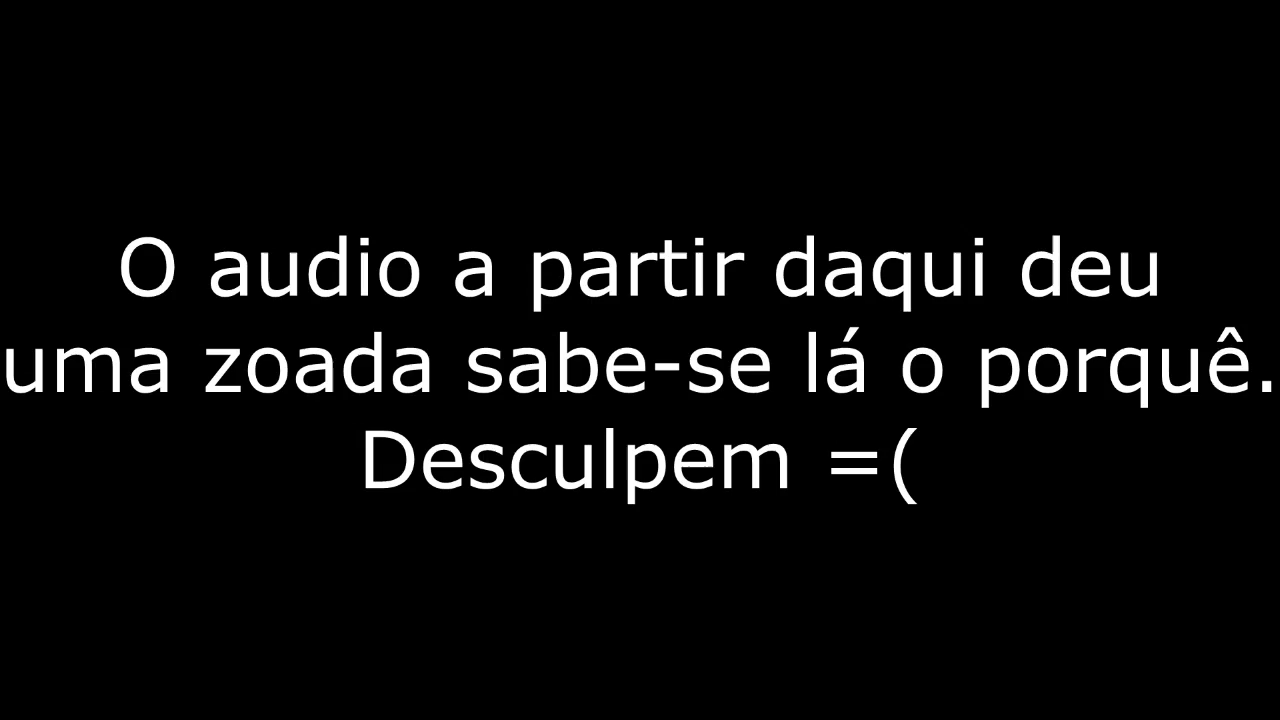 O audio a partir daqui deu
uma zoada sabe-se lá o porquê.
Desculpem =(